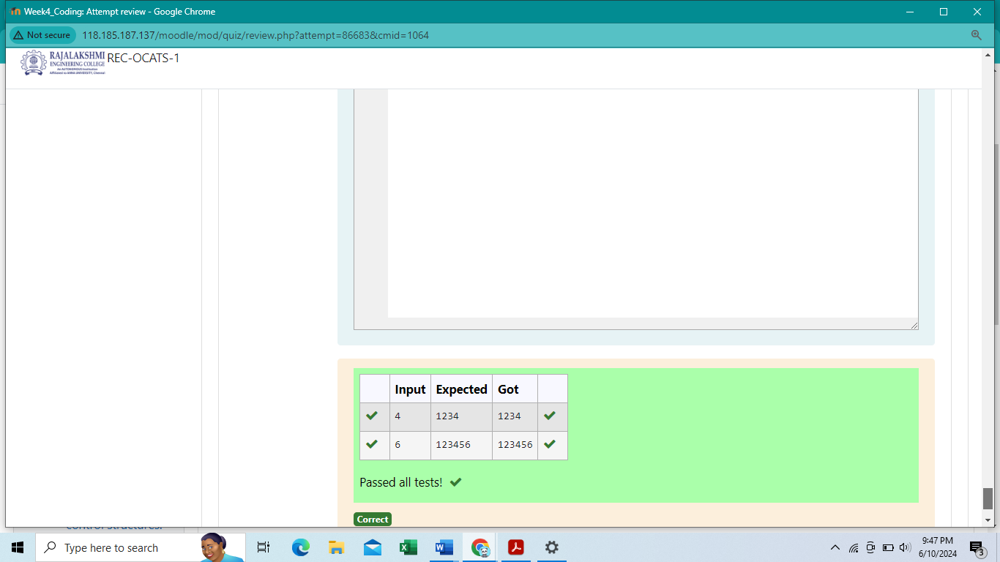 Week4_Coding: Attempt review - Google Chrome
Not secure 118.185.187.137/moodle/mod/quiz/review.php?attempt=86683&cmid=1064
RAJALAKSHMI
ENGINEERING COLLEGE
An AUTONOMOUS Institution
Affiliated to ANNA UNIVERSITY, Chennai
REC-OCATS-1
Input Expected Got
4 1234 1234
6 123456 123456
Passed all tests!
Correct
control structures.
Type here to search
9:47 PM
6/10/2024
3